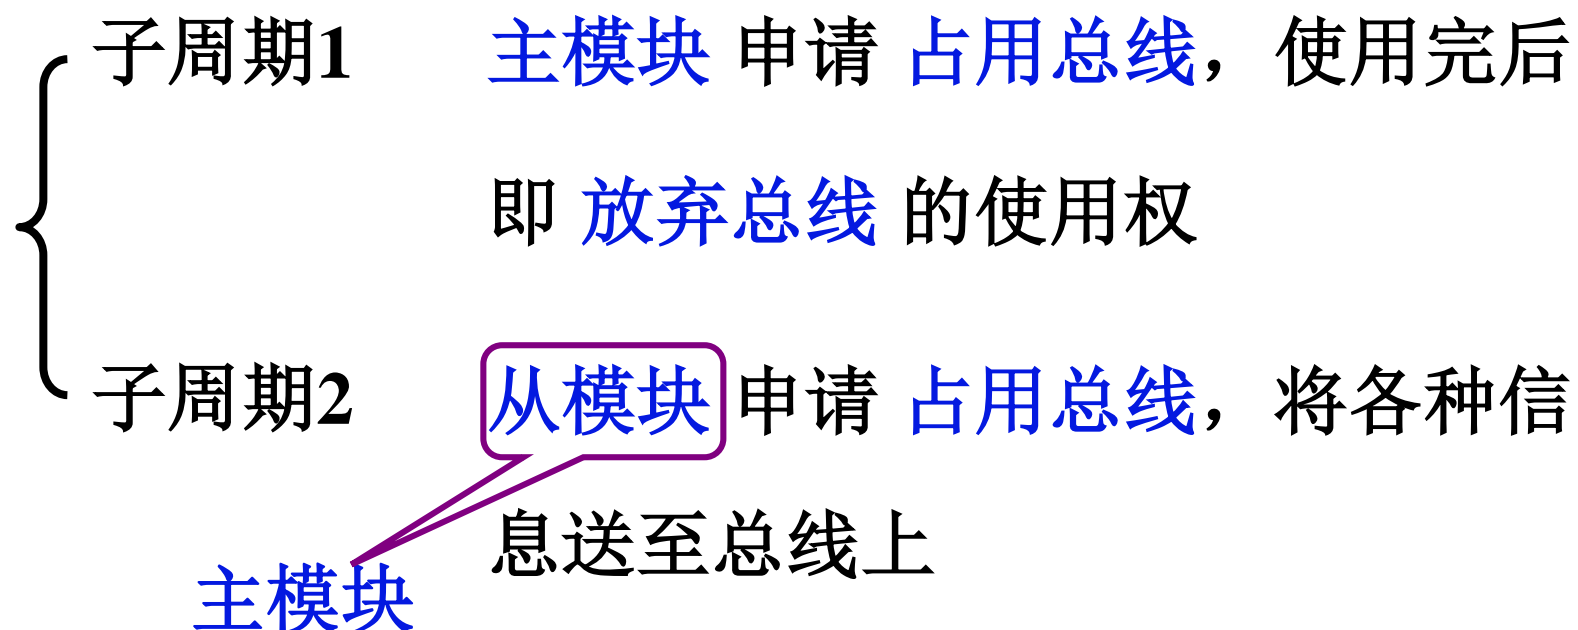 子周期1 主模块 申请 占用总线，使用完后
即 放弃总线 的使用权
子周期2 从模块 申请 占用总线，将各种信
息送至总线上
主模块